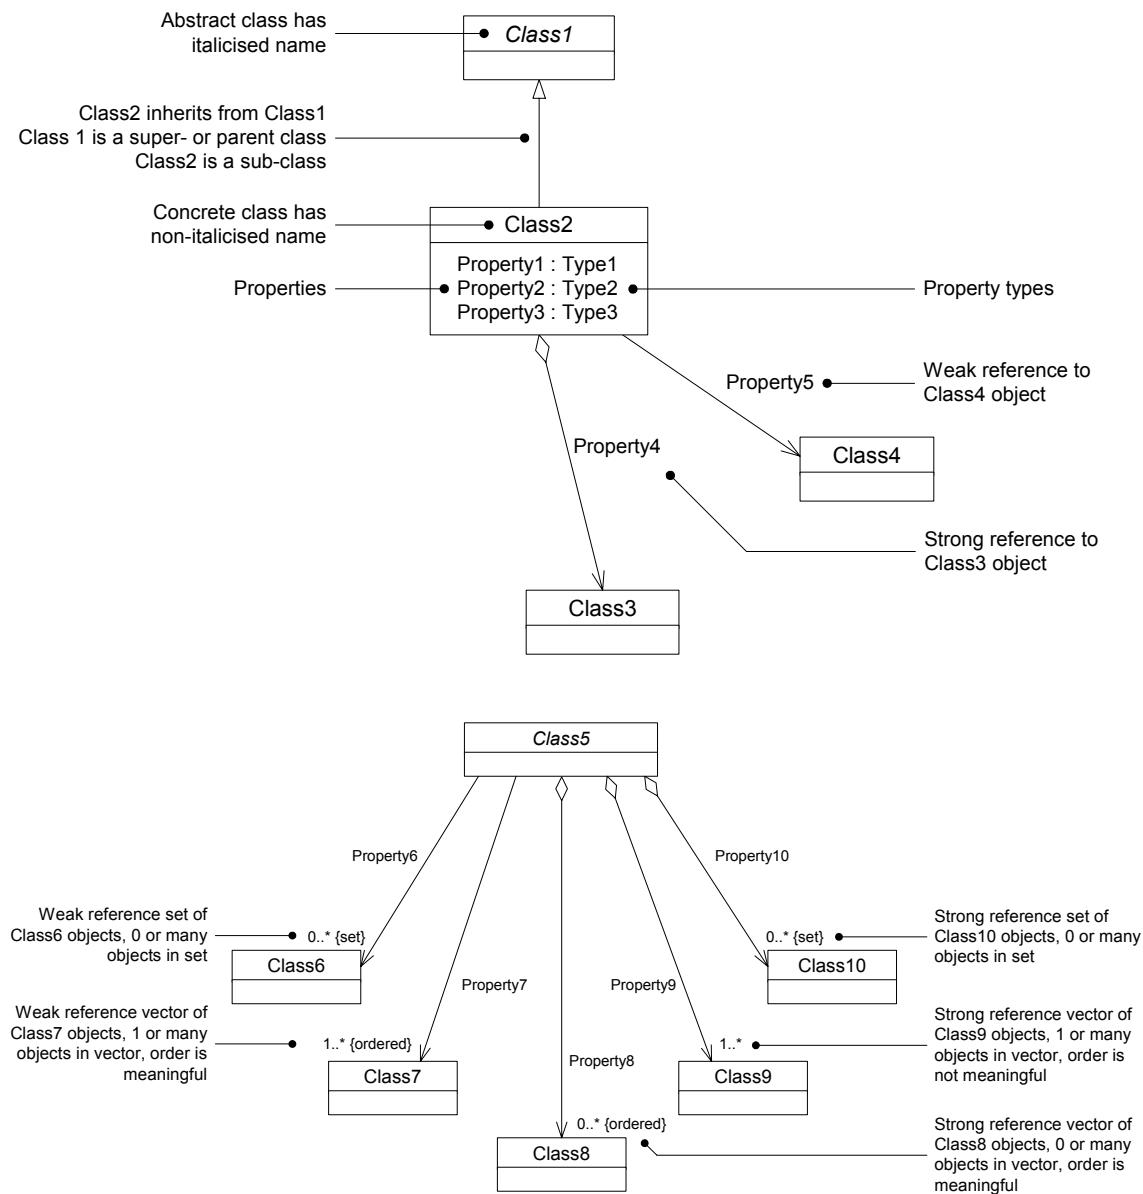 Abstract class has
italicised name
Class1
Class2 inherits from Class1
Class 1 is a super- or parent class
Class2 is a sub-class
Concrete class has
non-italicised name
Class2
Properties
Property1 : Type1
Property2 : Type2
Property3 : Type3
Property types
Property5
Weak reference to
Class4 object
Property4
Class4
Strong reference to
Class3 object
Class3
Class5
Property6
Property10
Weak reference set of
Class6 objects, 0 or many
objects in set
0..* {set}
Class6
0..* {set}
Class10
Strong reference set of
Class10 objects, 0 or many
objects in set
Property7
Property9
Weak reference vector of
Class7 objects, 1 or many
objects in vector, order is
meaningful
1..* {ordered}
Class7
Property8
1..*
Class9
Strong reference vector of
Class9 objects, 1 or many
objects in vector, order is
not meaningful
0..* {ordered}
Class8
Strong reference vector of
Class8 objects, 0 or many
objects in vector, order is
meaningful